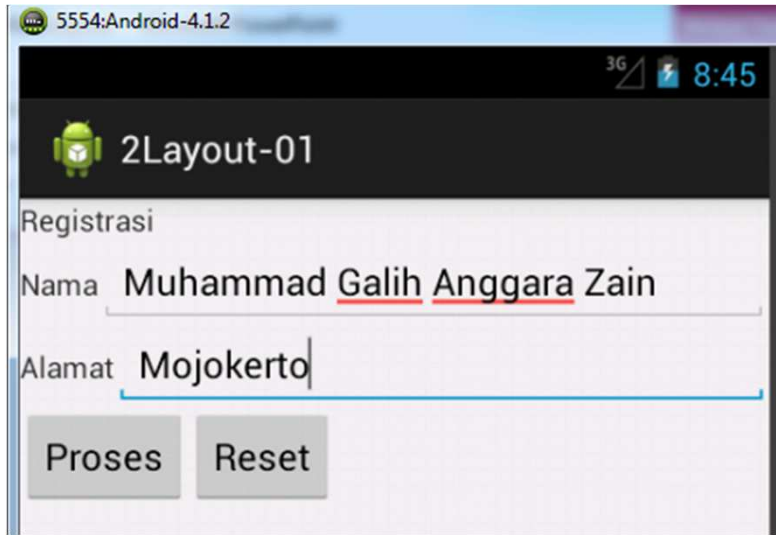 5554:Android-4.1.2
3G 8:45
2Layout-01
Registrasi
Nama Muhammad Galih Anggara Zain
Alamat Mojokerto
Proses Reset